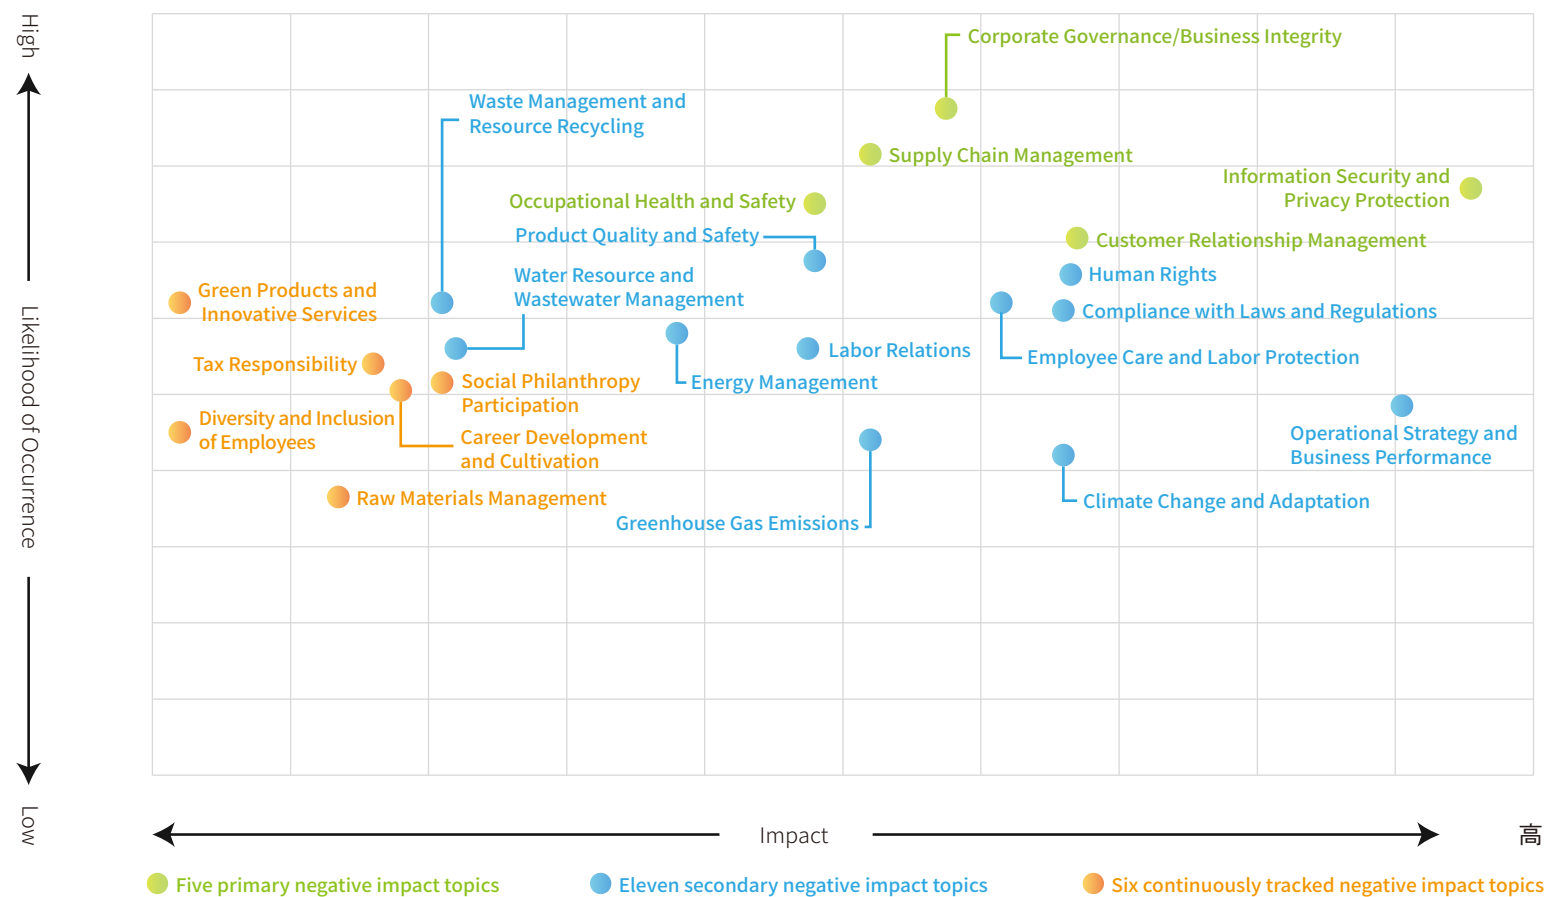 High
Corporate Governance/Business Integrity
Waste Management and
Resource Recycling
Supply Chain Management
Information Security and
Privacy Protection
Occupational Health and Safety
Product Quality and Safety
Customer Relationship Management
Water Resource and
Wastewater Management
Human Rights
Green Products and
Innovative Services
Compliance with Laws and Regulations
Labor Relations
Employee Care and Labor Protection
Tax Responsibility
Social Philanthropy
Participation
Energy Management
Likelihood of Occurrence
Diversity and Inclusion
of Employees
Career Development
and Cultivation
Operational Strategy and
Business Performance
Raw Materials Management
Climate Change and Adaptation
Greenhouse Gas Emissions
Low
Impact
高
Five primary negative impact topics
Eleven secondary negative impact topics
Six continuously tracked negative impact topics